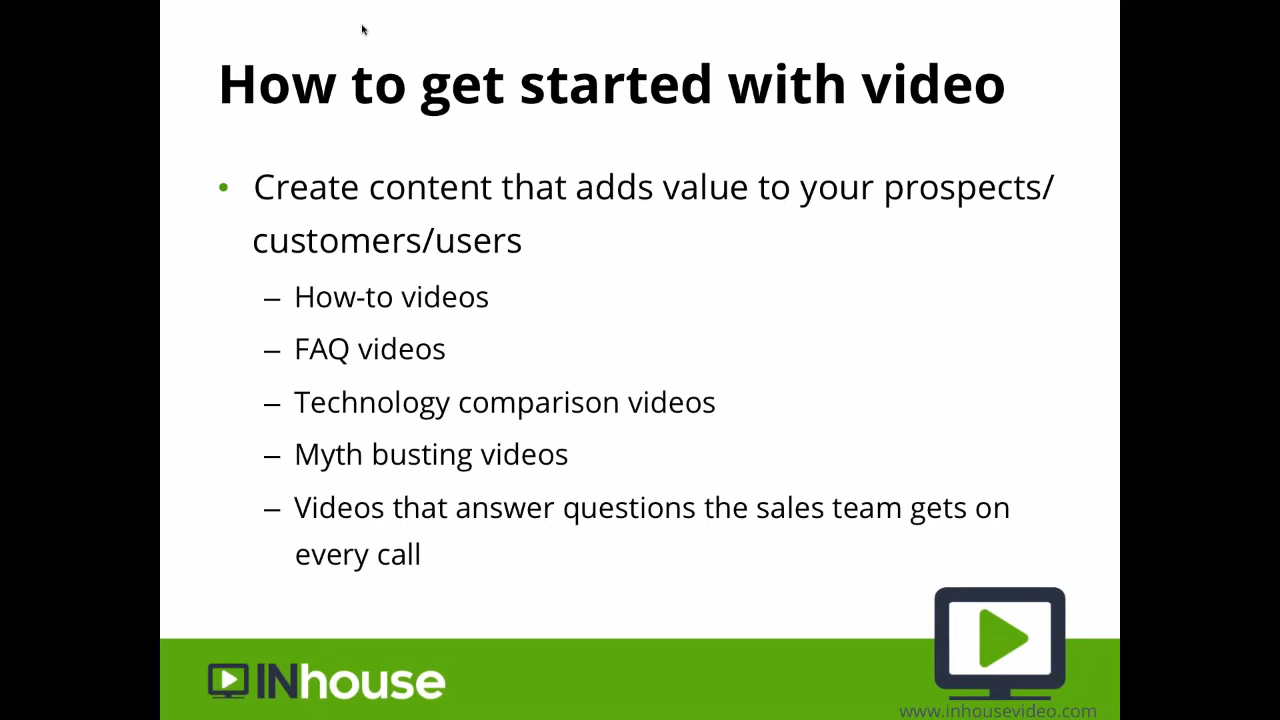 How to get started with video
• Create content that adds value to your prospects/
customers/users
– How-to videos
– FAQ videos
– Technology comparison videos
– Myth busting videos
– Videos that answer questions the sales team gets on
every call
INhouse
www.inhousevideo.com